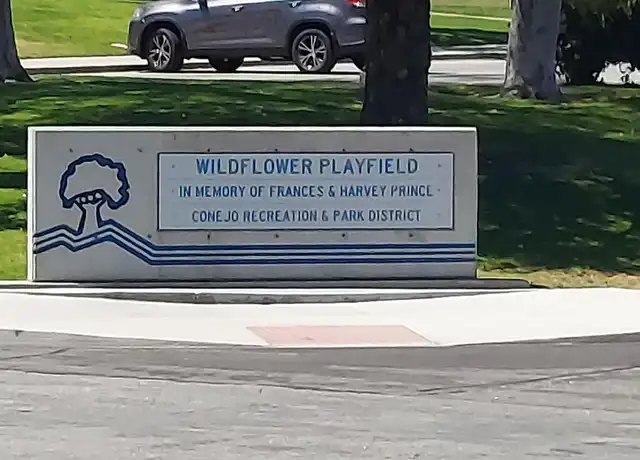 WILDFLOWER PLAYFIELD
IN MEMORY OF FRANCES & HARVEY PRINCE
CONEJO RECREATION & PARK DISTRICT